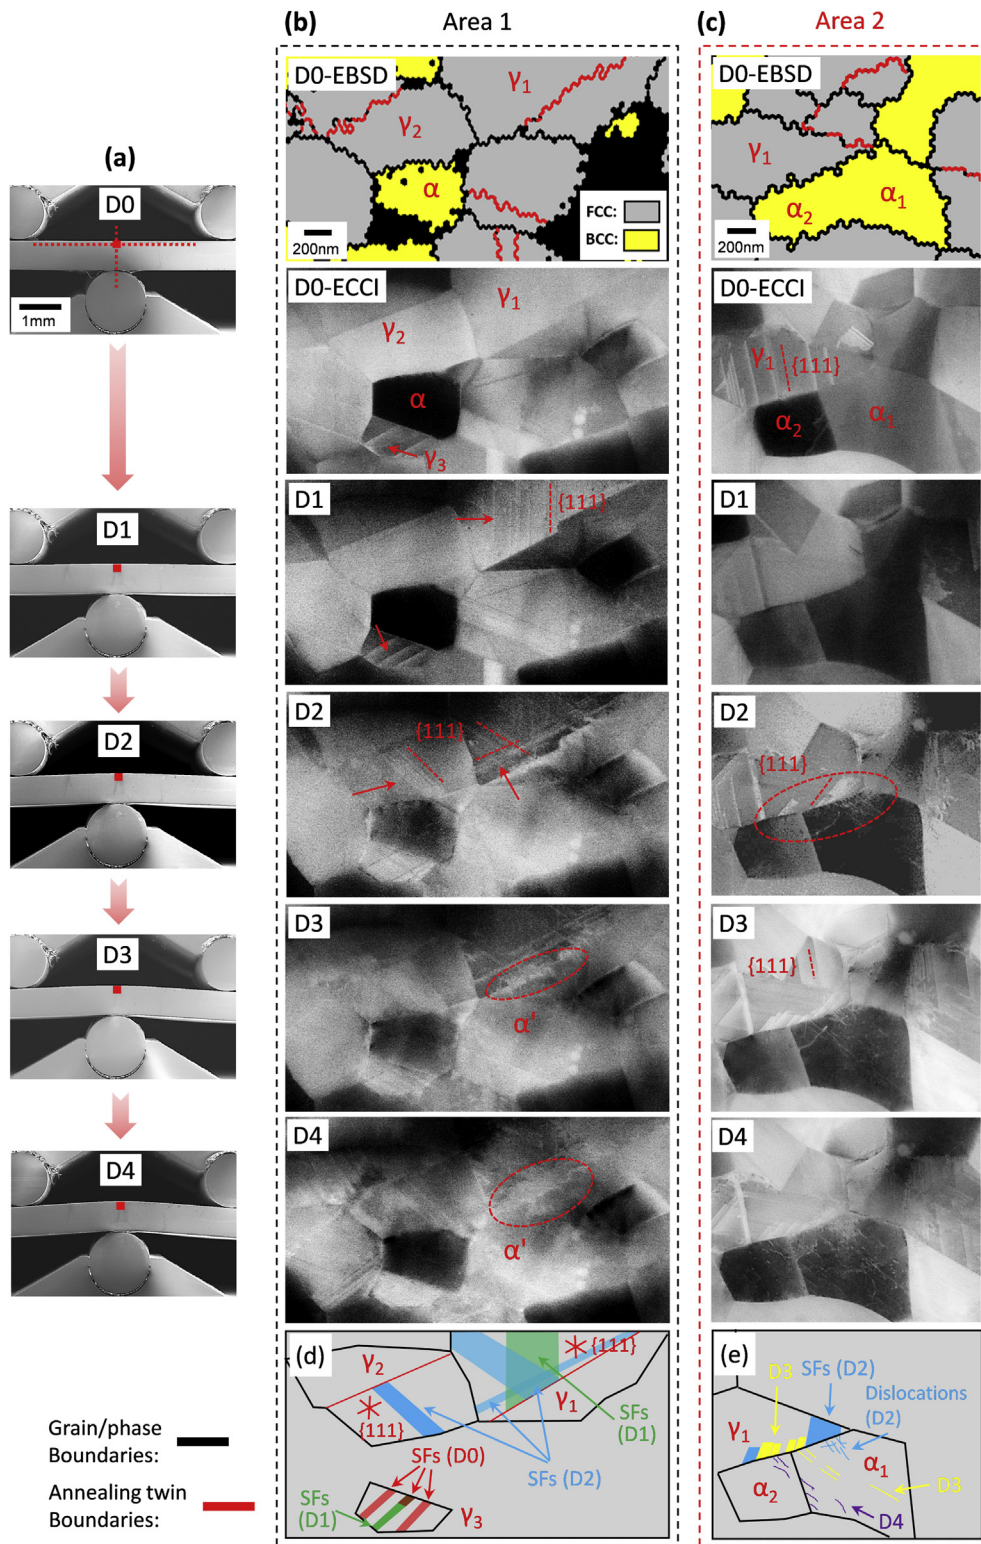 (a)
D0
1mm
D1
D2
D3
D4
Grain/phase
Boundaries:
Annealing twin
Boundaries:
(b)
Area 1
D0-EBSD
γ1
γ2
α
200nm
FCC:
BCC:
D0-ECCI
γ1
γ2
α
γ3
D1
{111}
D2
{111}
D3
α'
D4
α'
(d)
γ2
{111}
{111}
γ1
SFs
(D1)
SFs (D0)
SFs (D2)
SFs
(D1)
γ3
(c)
Area 2
D0-EBSD
γ1
α1
α2
200nm
D0-ECCI
γ1
{111}
α2
α1
D1
D2
{111}
D3
{111}
D4
(e)
D3
SFs (D2)
Dislocations
(D2)
γ1
α1
α2
D3
D4